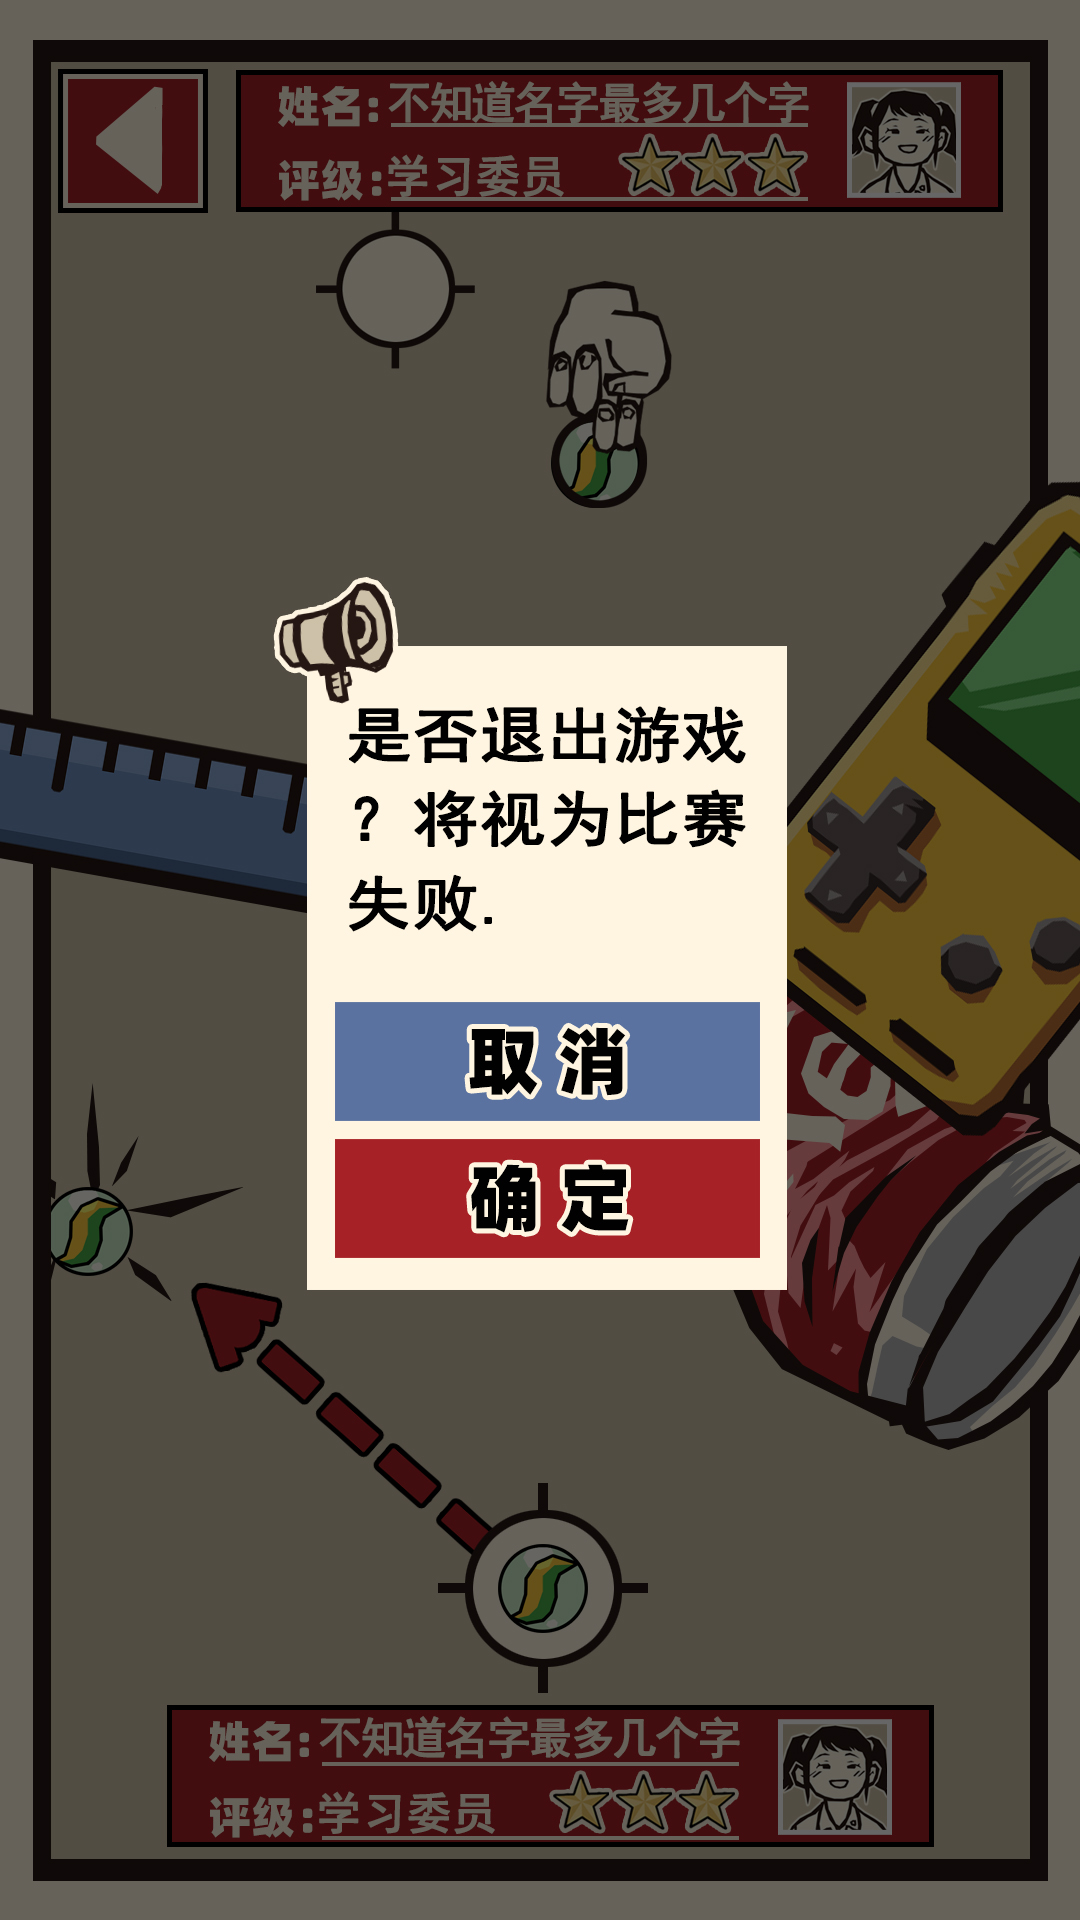 姓名:不知道名字最多几个字
评级:学习委员
是否退出游戏
？将视为比赛
失败.
取消
确定
姓名:不知道名字最多几个字
评级:学习委员